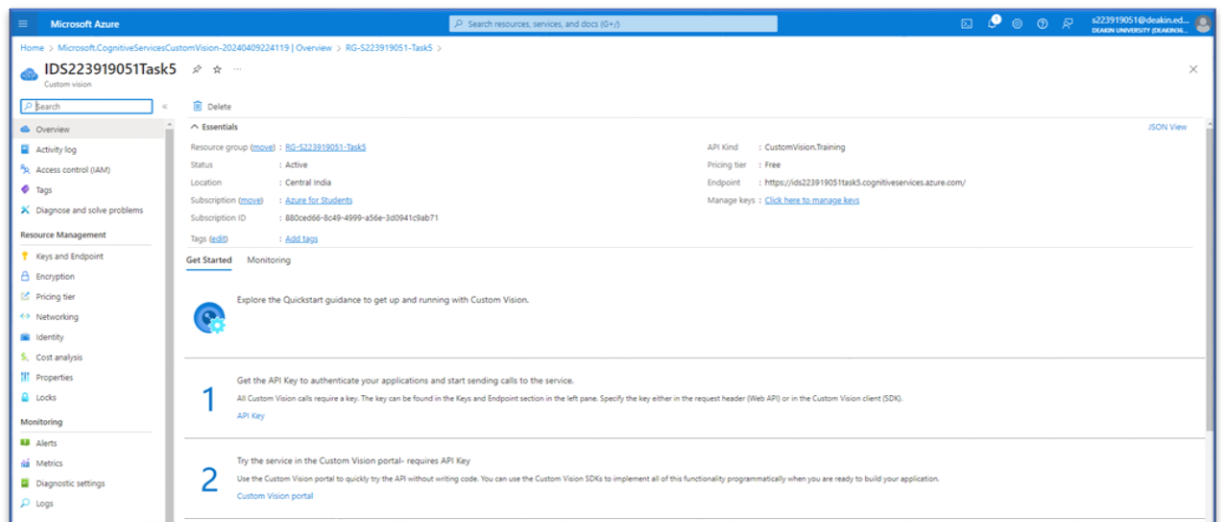 Microsoft Azure
Search resources, services, and docs (G+/)
s223919051@deakin.ed...
DEAKIN UNIVERSITY (DEAKIN36...
Home > Microsoft.CognitiveServicesCustomVision-20240409224119 | Overview > RG-S223919051-Task5 >
IDS223919051Task5
Custom vision
Search
Delete
Overview
Activity log
Access control (IAM)
Tags
Diagnose and solve problems
Resource Management
Keys and Endpoint
Encryption
Pricing tier
Networking
Identity
Cost analysis
Properties
Locks
Monitoring
Alerts
Metrics
Diagnostic settings
Logs
Essentials
JSON View
Resource group (move) : RG-S223919051-Task5
Status : Active
Location : Central India
Subscription (move) : Azure for Students
Subscription ID : 880ced66-8c49-4999-a56e-3d0941c9ab71
Tags (edit) : Add tags
API Kind : CustomVision.Training
Pricing tier : Free
Endpoint : https://ids223919051task5.cognitiveservices.azure.com/
Manage keys : Click here to manage keys
Get Started Monitoring
Explore the Quickstart guidance to get up and running with Custom Vision.
1
Get the API Key to authenticate your applications and start sending calls to the service.
All Custom Vision calls require a key. The key can be found in the Keys and Endpoint section in the left pane. Specify the key either in the request header (Web API) or in the Custom Vision client (SDK).
API Key
2
Try the service in the Custom Vision portal- requires API Key
Use the Custom Vision portal to quickly try the API without writing code. You can use the Custom Vision SDKs to implement all of this functionality programmatically when you are ready to build your application.
Custom Vision portal